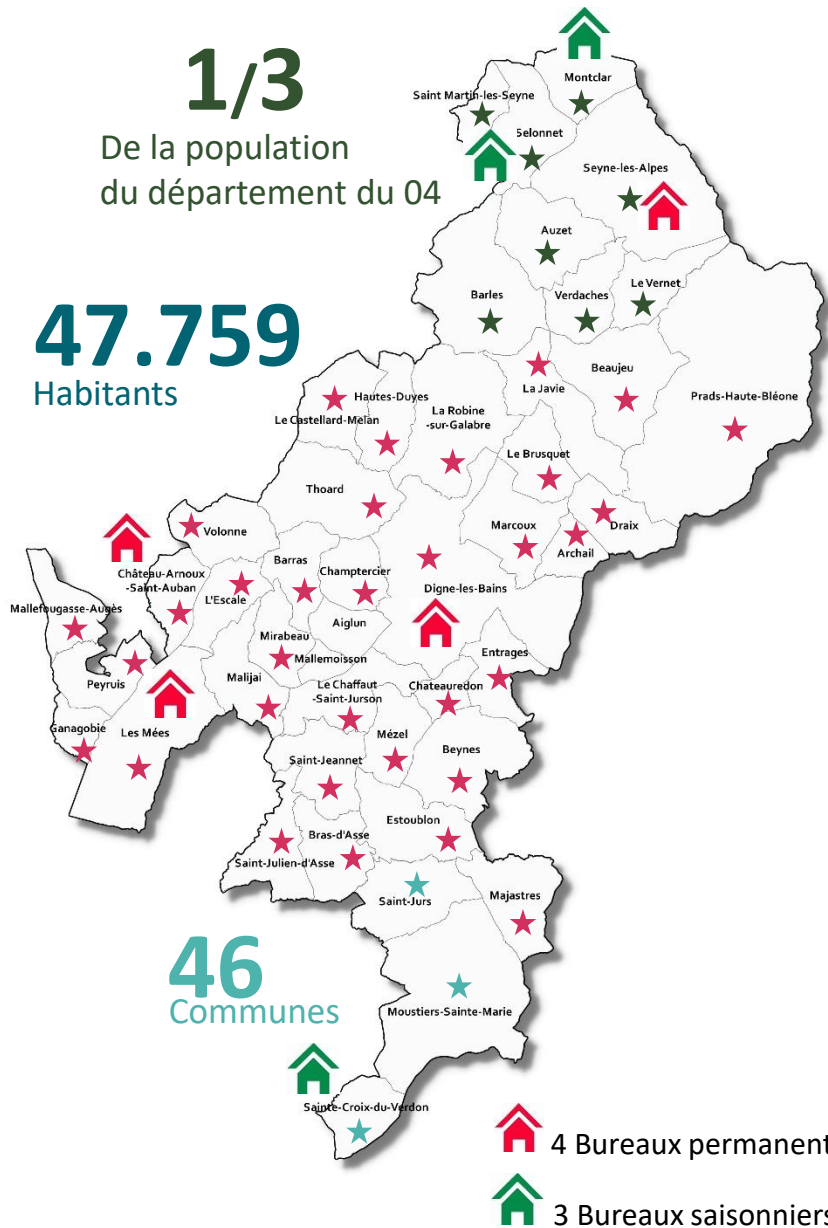 1/3
De la population
du département du 04
47.759
Habitants
Montclar
Saint Martin-les-Seyne
Selonnet
Seyne-les-Alpes
Auzet
Le Vernet
Barles
Verdaches
La Javie
Beaujeu
Prads-Haute-Bléone
Hautes-Duyes
Le Castellard-Melan
La Robine
-sur-Galabre
Le Brusquet
Thoard
Volonne
Marcoux
Draix
Archail
Barras
Champtercier
Digne-les-Bains
Château-Arnoux
-Saint-Auban
L'Escale
Mallefougasse-Augès
Aiglun
Mirabeau
Mallemoisson
Entrages
Peyruis
Malijai
Le Chaffaut
-Saint-Jurson
Chateauredon
Ganagobie
Les Mées
Mézel
Beynes
Saint-Jeannet
Estoublon
Bras-d'Asse
Saint-Julien-d'Asse
Saint-Jurs
Majastres
46
Communes
Moustiers-Sainte-Marie
Sainte-Croix-du-Verdon
4 Bureaux permanent
3 Bureaux saisonniers